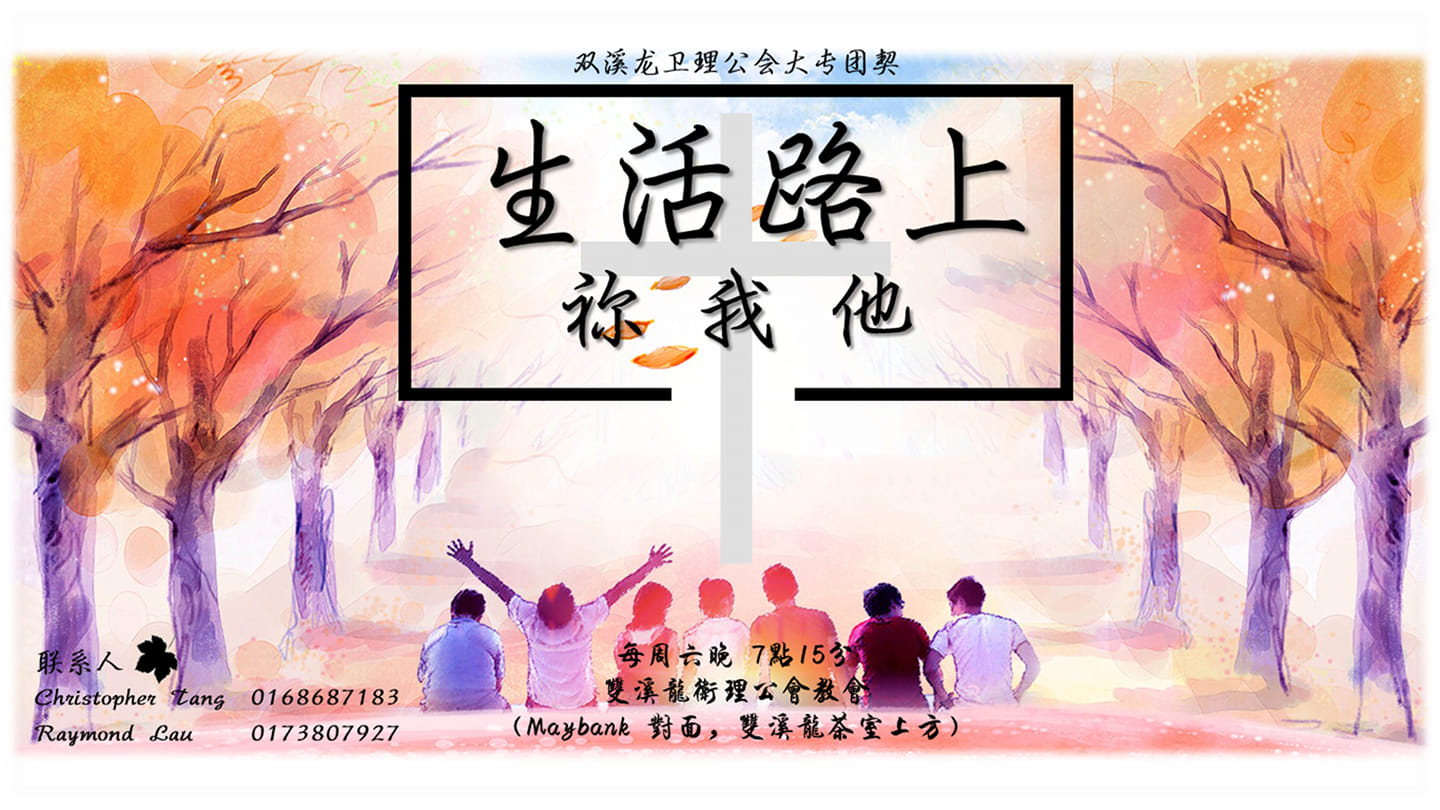 双溪龙卫理公会大专团契
生活路上
祢 我 他
每周六晚 7點15分
雙溪龍衛理公會教會
(Maybank 對面，雙溪龍茶室上方)
联系人
Christopher Tang 0168687183
Raymond Lau 0173807927